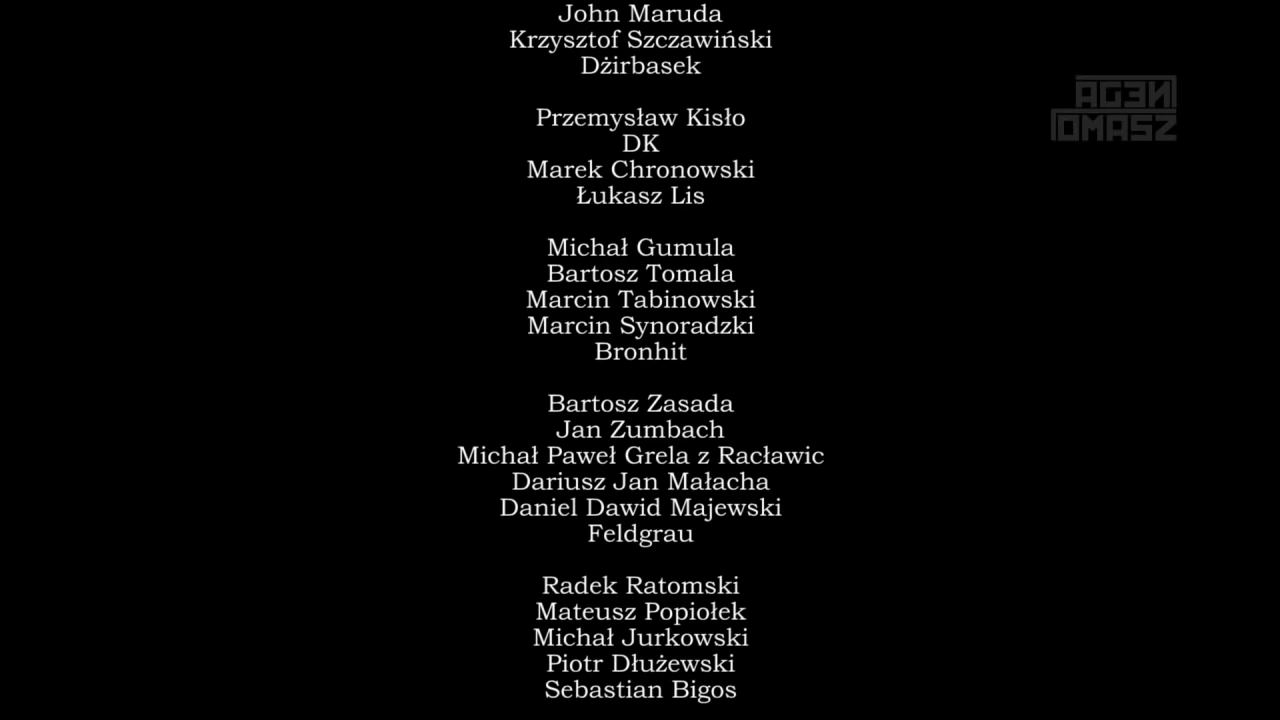 John Maruda
Krzysztof Szczawiński
Dżirbasek
Przemysław Kisło
DK
Marek Chronowski
Łukasz Lis
Michał Gumula
Bartosz Tomala
Marcin Tabinowski
Marcin Synoradzki
Bronhit
Bartosz Zasada
Jan Zumbach
Michał Paweł Grela z Racławic
Dariusz Jan Małacha
Daniel Dawid Majewski
Feldgrau
Radek Ratomski
Mateusz Popiołek
Michał Jurkowski
Piotr Dłużewski
Sebastian Bigos
AGEN
TOMASZ